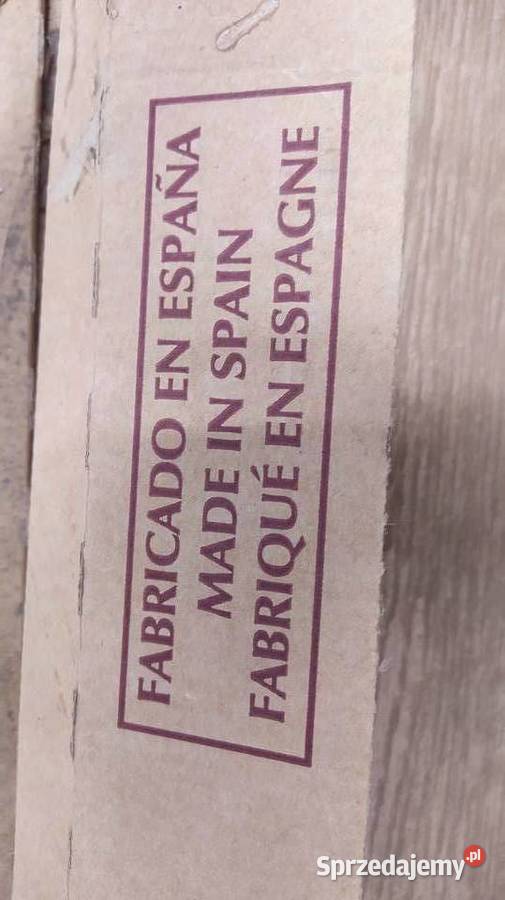 FABRICADO EN ESPAÑA
MADE IN SPAIN
FABRIQUÉ EN ESPAGNE
Sprzedajemy.pl